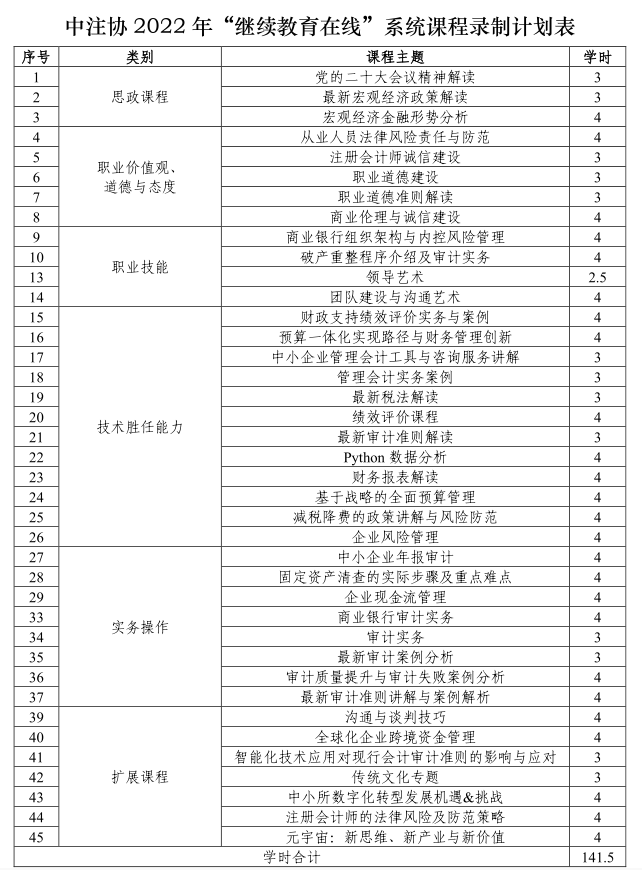 中注协 2022 年“继续教育在线”系统课程录制计划表
序号 类别 课程主题 学时
1 思政课程 党的二十大会议精神解读 3
2 最新宏观经济政策解读 3
3 宏观经济金融形势分析 4
4 职业价值观、道德与态度 从业人员法律风险责任与防范 4
5 注册会计师诚信建设 3
6 职业道德建设 3
7 职业道德准则解读 3
8 商业伦理与诚信建设 4
9 职业技能 商业银行组织架构与内控风险管理 4
10 破产重整程序介绍及审计实务 4
13 领导艺术 2.5
14 团队建设与沟通艺术 4
15 技术胜任能力 财政支持绩效评价实务与案例 4
16 预算一体化实现路径与财务管理创新 4
17 中小企业管理会计工具与咨询服务讲解 3
18 管理会计实务案例 3
19 最新税法解读 3
20 绩效评价课程 4
21 最新审计准则解读 3
22 Python 数据分析 4
23 财务报表解读 4
24 基于战略的全面预算管理 4
25 减税降费的政策讲解与风险防范 4
26 企业风险管理 4
27 实务操作 中小企业年报审计 4
28 固定资产清查的实际步骤及重点难点 4
29 企业现金流管理 4
33 商业银行审计实务 4
34 审计实务 3
35 最新审计案例分析 3
36 审计质量提升与审计失败案例分析 4
37 最新审计准则讲解与案例解析 4
39 扩展课程 沟通与谈判技巧 4
40 全球化企业跨境资金管理 4
41 智能化技术应用对现行会计审计准则的影响与应对 3
42 传统文化专题 3
43 中小所数字化转型发展机遇&挑战 4
44 注册会计师的法律风险及防范策略 4
45 元宇宙：新思维、新产业与新价值 4
学时合计 141.5